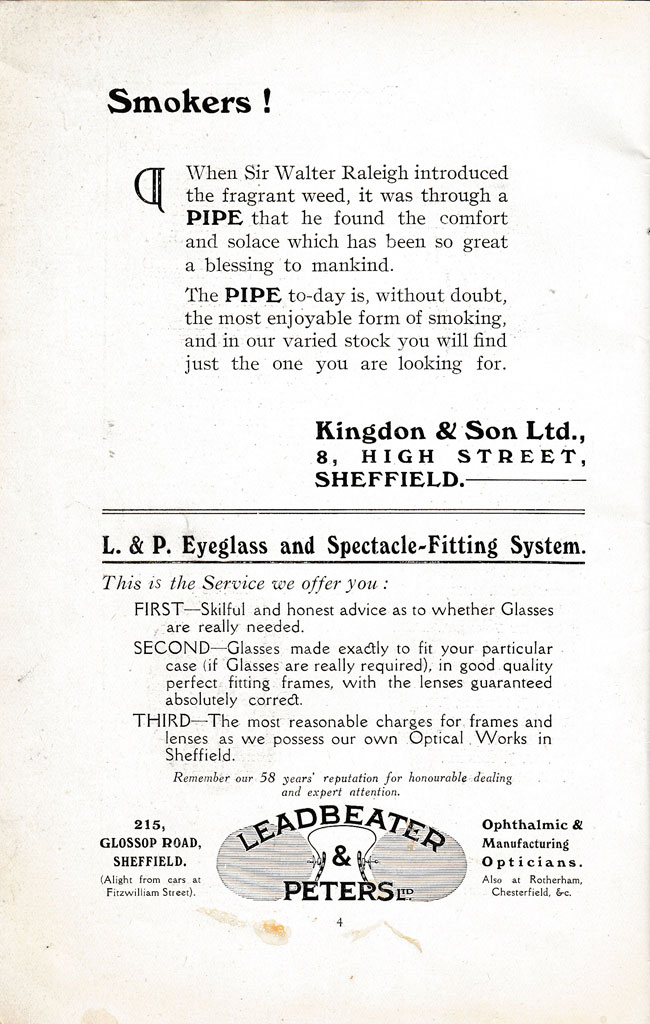 Smokers !
¶ When Sir Walter Raleigh introduced
the fragrant weed, it was through a
PIPE that he found the comfort
and solace which has been so great
a blessing to mankind.
The PIPE to-day is, without doubt,
the most enjoyable form of smoking,
and in our varied stock you will find
just the one you are looking for.
Kingdon & Son Ltd.,
8, HIGH STREET,
SHEFFIELD.
L. & P. Eyeglass and Spectacle-Fitting System.
This is the Service we offer you :
FIRST—Skilful and honest advice as to whether Glasses
are really needed.
SECOND—Glasses made exactly to fit your particular
case (if Glasses are really required), in good quality
perfect fitting frames, with the lenses guaranteed
absolutely correct.
THIRD—The most reasonable charges for frames and
lenses as we possess our own Optical Works in
Sheffield.
Remember our 58 years' reputation for honourable dealing
and expert attention.
215,
GLOSSOP ROAD,
SHEFFIELD.
(Alight from cars at
Fitzwilliam Street).
LEADBEATER
&
PETERS LTD.
Ophthalmic &
Manufacturing
Opticians.
Also at Rotherham,
Chesterfield, &c.
4